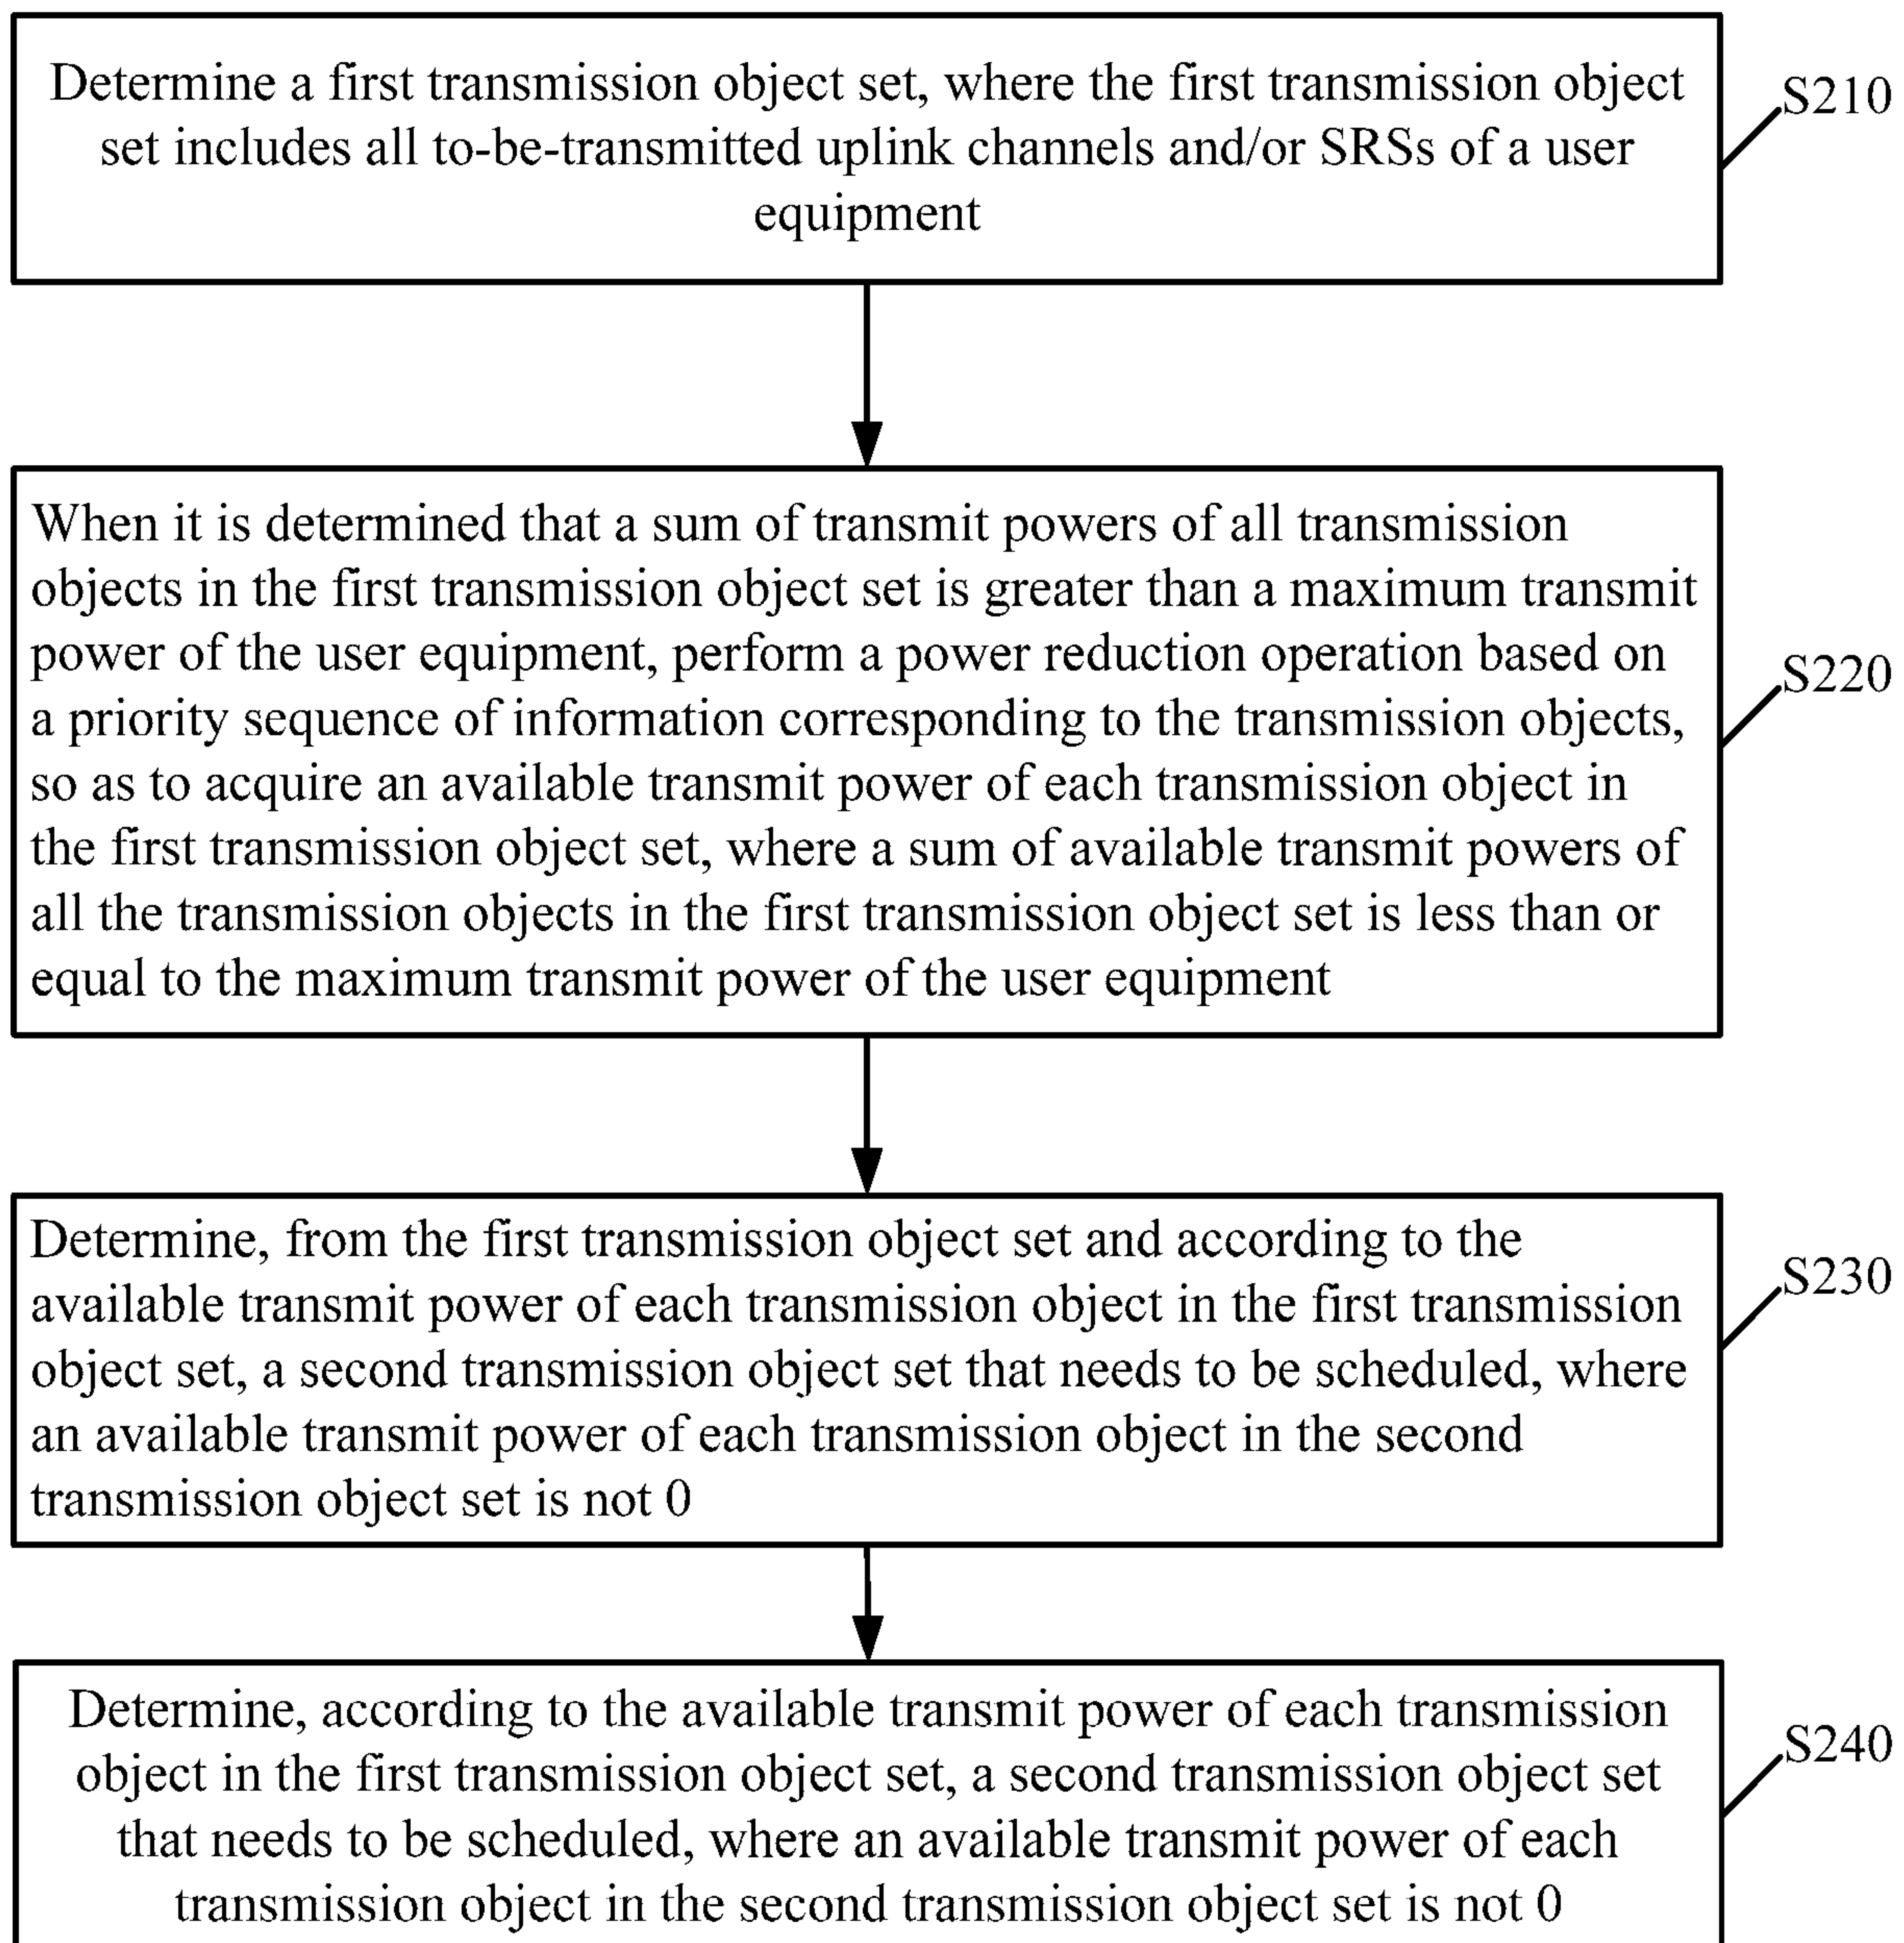 Determine a first transmission object set, where the first transmission object
set includes all to-be-transmitted uplink channels and/or SRSs of a user
equipment
S210
When it is determined that a sum of transmit powers of all transmission
objects in the first transmission object set is greater than a maximum transmit
power of the user equipment, perform a power reduction operation based on
a priority sequence of information corresponding to the transmission objects,
so as to acquire an available transmit power of each transmission object in
the first transmission object set, where a sum of available transmit powers of
all the transmission objects in the first transmission object set is less than or
equal to the maximum transmit power of the user equipment
S220
Determine, from the first transmission object set and according to the
available transmit power of each transmission object in the first transmission
object set, a second transmission object set that needs to be scheduled, where
an available transmit power of each transmission object in the second
transmission object set is not 0
S230
Determine, according to the available transmit power of each transmission
object in the first transmission object set, a second transmission object set
that needs to be scheduled, where an available transmit power of each
transmission object in the second transmission object set is not 0
S240